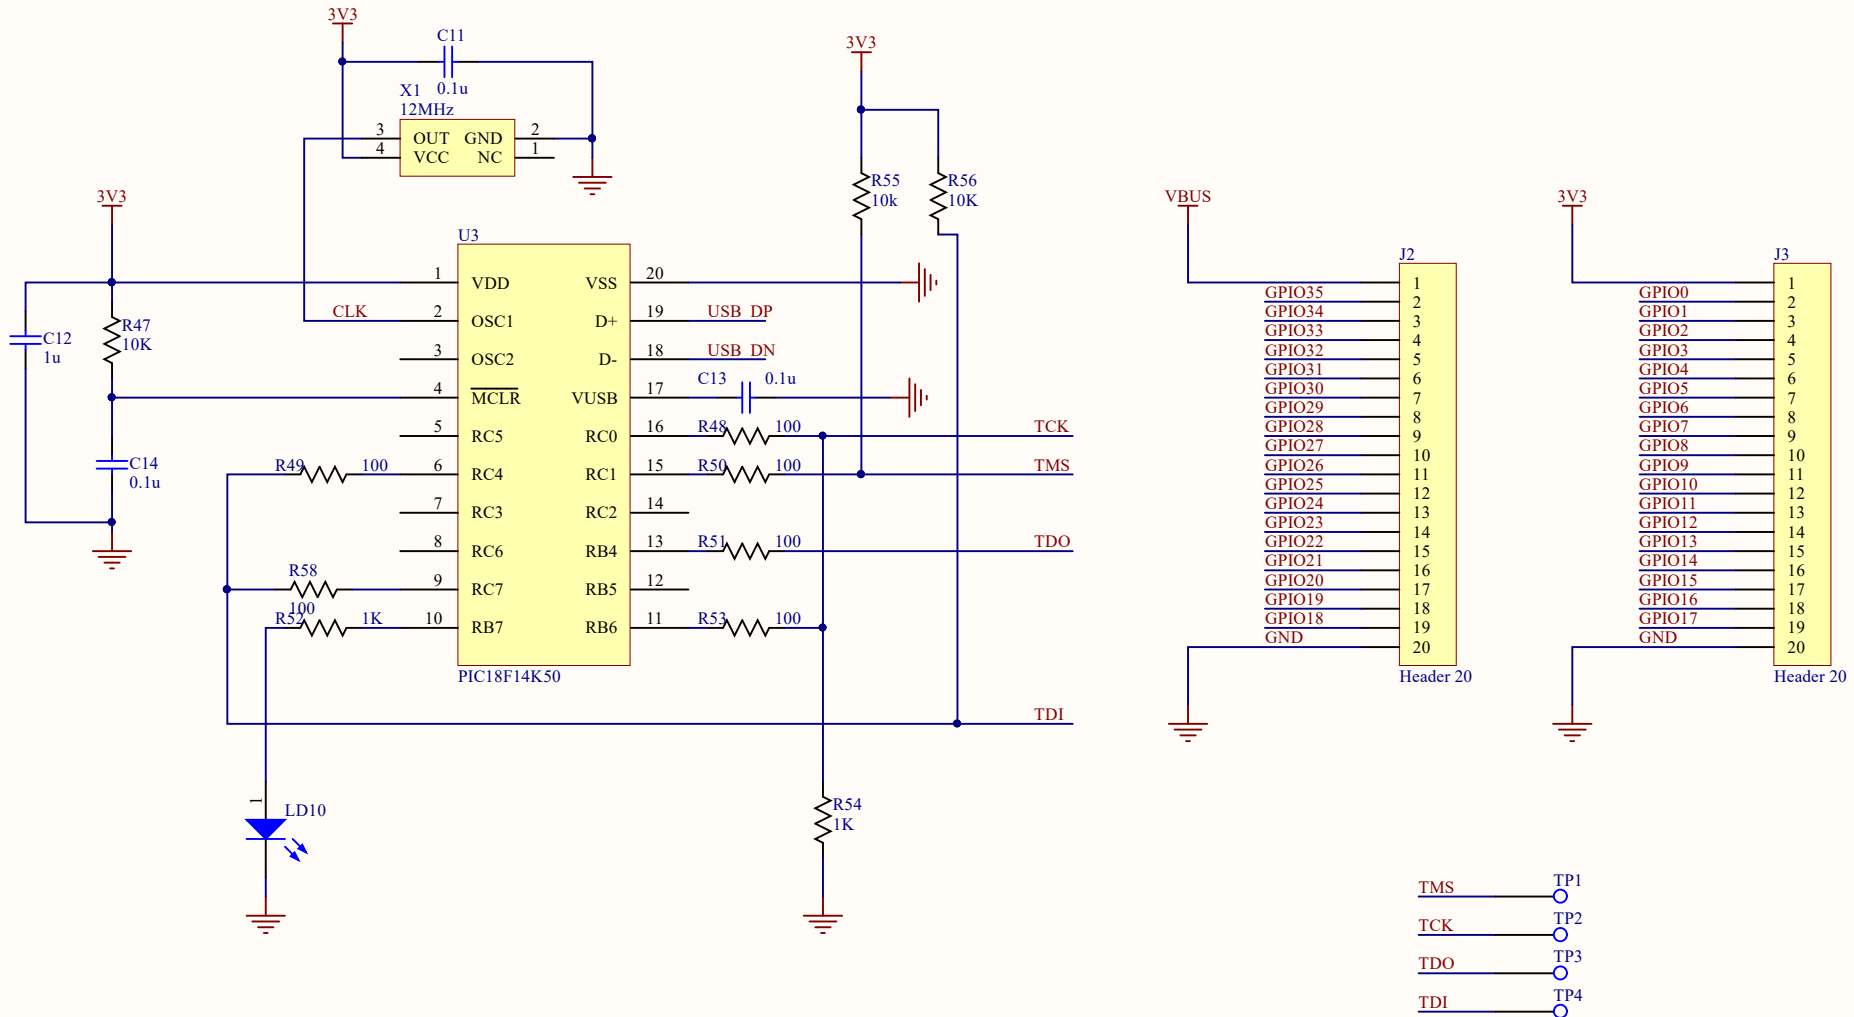 3V3
C11
0.1u
X1
12MHz
3 OUT GND 2
4 VCC NC 1
3V3
R55
10k
R56
10K
3V3
C12
1u
R47
10K
C14
0.1u
CLK
U3
1 VDD VSS 20
2 OSC1 D+ 19 USB_DP
3 OSC2 D- 18 USB_DN
4 MCLR VUSB 17 C13 0.1u
5 RC5 RC0 16 R48 100 TCK
R49 100 6 RC4 RC1 15 R50 100 TMS
7 RC3 RC2 14
8 RC6 RB4 13 R51 100 TDO
R58 100 9 RC7 RB5 12
R52 1K 10 RB7 RB6 11 R53 100
PIC18F14K50
TDI
1
LD10
R54
1K
VBUS
J2
1
GPIO35 2
GPIO34 3
GPIO33 4
GPIO32 5
GPIO31 6
GPIO30 7
GPIO29 8
GPIO28 9
GPIO27 10
GPIO26 11
GPIO25 12
GPIO24 13
GPIO23 14
GPIO22 15
GPIO21 16
GPIO20 17
GPIO19 18
GPIO18 19
GND 20
Header 20
3V3
J3
1
GPIO0 2
GPIO1 3
GPIO2 4
GPIO3 5
GPIO4 6
GPIO5 7
GPIO6 8
GPIO7 9
GPIO8 10
GPIO9 11
GPIO10 12
GPIO11 13
GPIO12 14
GPIO13 15
GPIO14 16
GPIO15 17
GPIO16 18
GPIO17 19
GND 20
Header 20
TMS TP1
TCK TP2
TDO TP3
TDI TP4